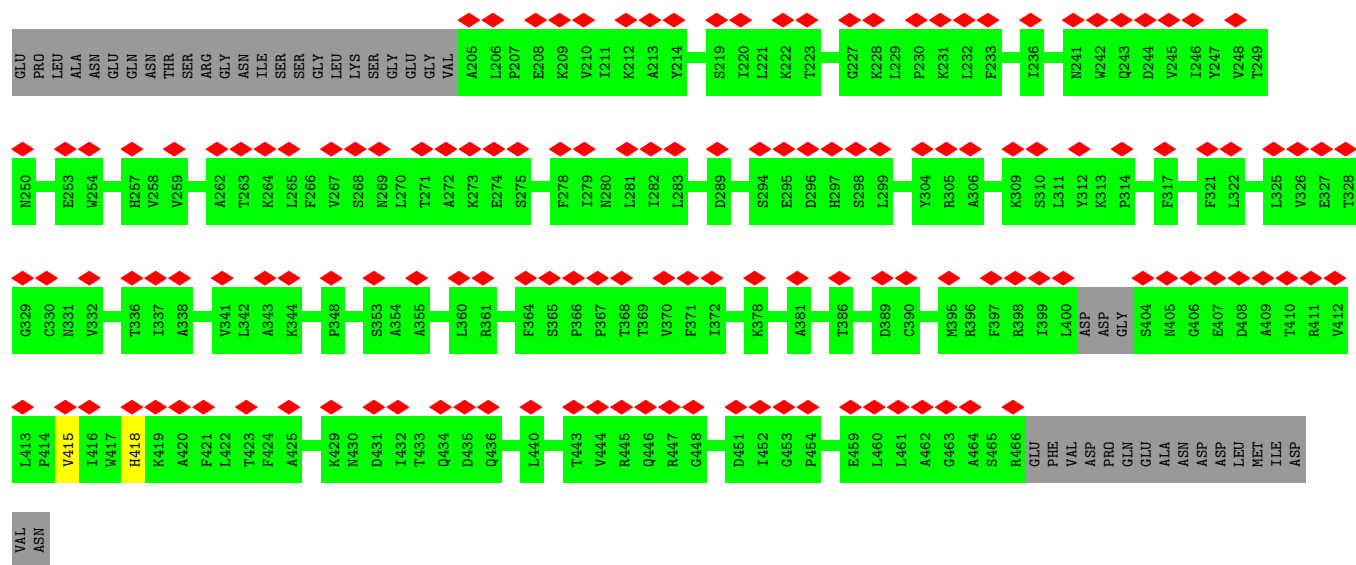 GLU PRO LEU ALA ASN GLU GLN ASN THR SER ARG GLY ASN ILE SER SER GLY LEU LYS SER GLY GLU GLY VAL A205 L206 P207 E208 K209 V210 I211 K212 A213 Y214 S219 I220 L221 K222 T223 G227 K228 L229 P230 K231 L232 F233 I236 N241 W242 Q243 D244 V245 I246 Y247 V248 T249
N250 E253 W254 H257 V258 V259 A262 T263 K264 L265 F266 V267 S268 N269 L270 T271 A272 K273 E274 S275 F278 I279 N280 L281 I282 L283 D289 S294 E295 D296 H297 S298 L299 Y304 R305 A306 K309 S310 L311 Y312 K313 P314 F317 F321 L322 L325 V326 E327 T328
G329 C330 N331 V332 T336 I337 A338 V341 L342 A343 K344 P348 S353 A354 A355 L360 R361 F364 S365 P366 P367 T368 T369 V370 F371 I372 K378 A381 T386 D389 C390 M395 R396 F397 R398 I399 L400 ASP ASP GLY S404 N405 G406 E407 D408 A409 T410 R411 V412
L413 P414 V415 I416 W417 H418 K419 A420 F421 L422 T423 F424 A425 K429 N430 D431 I432 T433 Q434 D435 Q436 L440 T443 V444 R445 Q446 R447 G448 D451 I452 G453 P454 E459 L460 L461 A462 G463 A464 S465 R466 GLU PHE VAL ASP PRO GLN GLU ALA ASN ASP ASP LEU MET ILE ASP
VAL ASN